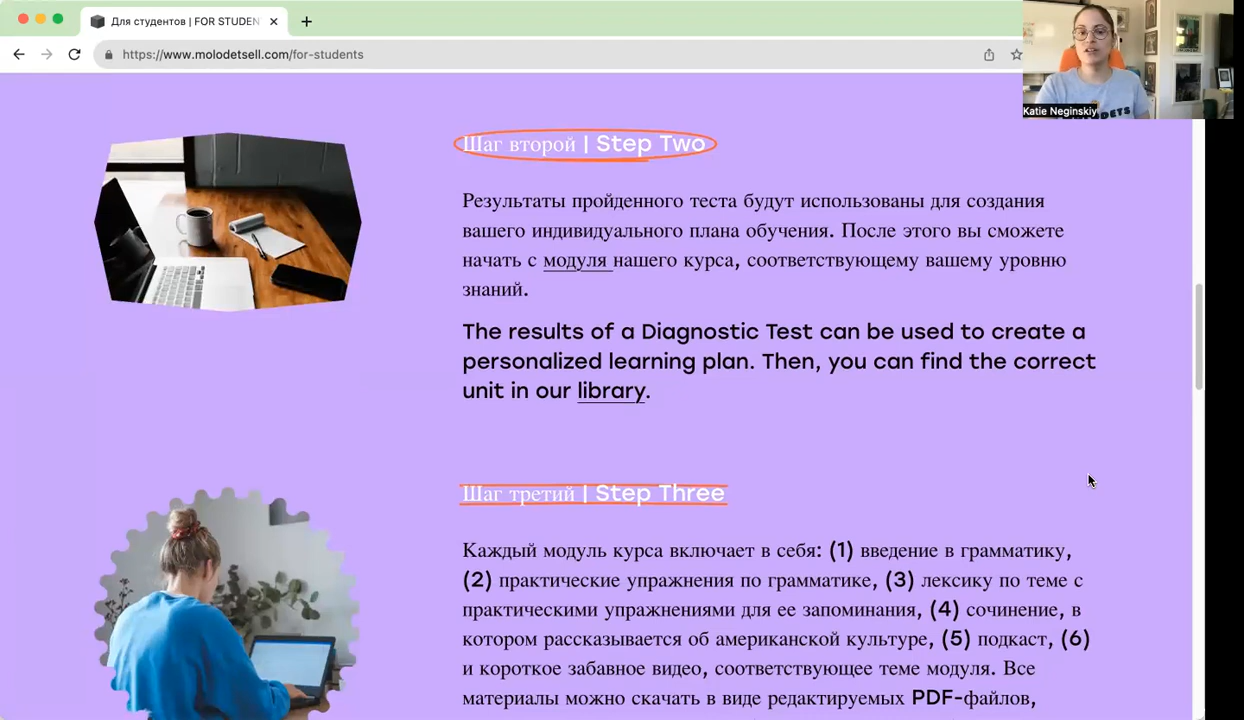 Для студентов | FOR STUDEN
https://www.molodetsell.com/for-students
Katie Neginskiy
Шаг второй | Step Two
Результаты пройденного теста будут использованы для создания
вашего индивидуального плана обучения. После этого вы сможете
начать с модуля нашего курса, соответствующему вашему уровню
знаний.
The results of a Diagnostic Test can be used to create a
personalized learning plan. Then, you can find the correct
unit in our library.
Шаг третий | Step Three
Каждый модуль курса включает в себя: (1) введение в грамматику,
(2) практические упражнения по грамматике, (3) лексику по теме с
практическими упражнениями для ее запоминания, (4) сочинение, в
котором рассказывается об американской культуре, (5) подкаст, (6)
и короткое забавное видео, соответствующее теме модуля. Все
материалы можно скачать в виде редактируемых PDF-файлов,